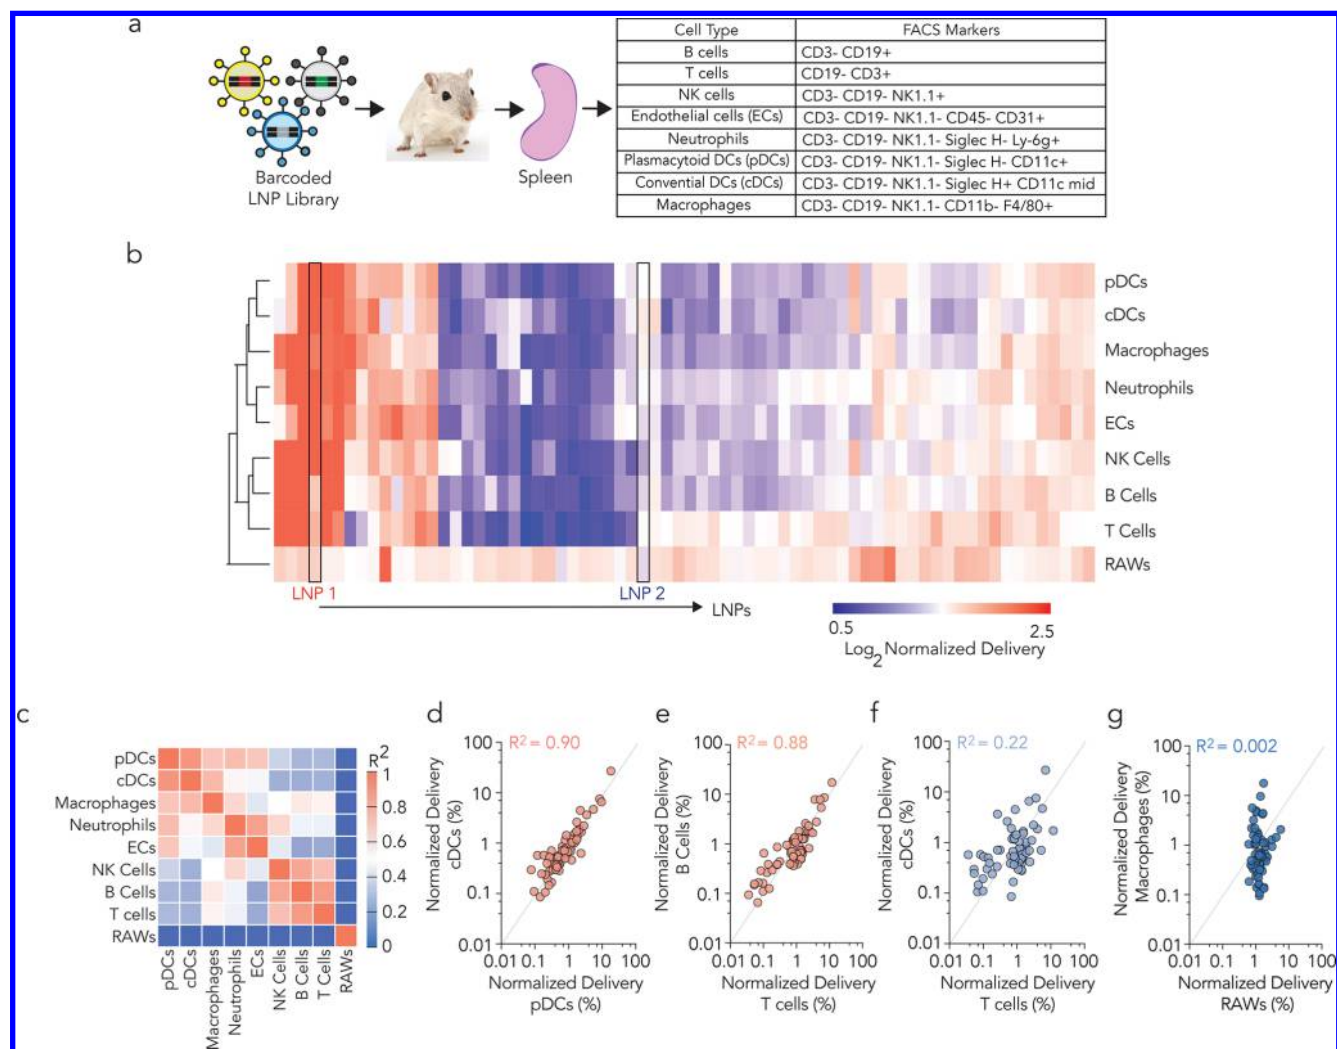 a
Barcoded
LNP Library
Spleen
Cell Type FACS Markers
B cells CD3- CD19+
T cells CD19- CD3+
NK cells CD3- CD19- NK1.1+
Endothelial cells (ECs) CD3- CD19- NK1.1- CD45- CD31+
Neutrophils CD3- CD19- NK1.1- Siglec H- Ly-6g+
Plasmacytoid DCs (pDCs) CD3- CD19- NK1.1- Siglec H- CD11c+
Convential DCs (cDCs) CD3- CD19- NK1.1- Siglec H+ CD11c mid
Macrophages CD3- CD19- NK1.1- CD11b- F4/80+
b
pDCs
cDCs
Macrophages
Neutrophils
ECs
NK Cells
B Cells
T Cells
RAWs
LNP 1
LNP 2
LNPs
0.5 2.5
Log2 Normalized Delivery
c
pDCs
cDCs
Macrophages
Neutrophils
ECs
NK Cells
B Cells
T cells
RAWs
pDCs
cDCs
Macrophages
Neutrophils
ECs
NK Cells
B Cells
T Cells
RAWs
R2
1
0.8
0.6
0.4
0.2
0
d
R2 = 0.90
Normalized Delivery
cDCs (%)
100
10
1
0.1
0.01
0.1 0.1 1 10 100
Normalized Delivery
pDCs (%)
e
R2 = 0.88
Normalized Delivery
B Cells (%)
100
10
1
0.1
0.01
0.01 0.1 1 10 100
Normalized Delivery
T cells (%)
f
R2 = 0.22
Normalized Delivery
cDCs (%)
100
10
1
0.1
0.01
0.01 0.1 1 10 100
Normalized Delivery
T cells (%)
g
R2 = 0.002
Normalized Delivery
Macrophages (%)
100
10
1
0.1
0.01
0.01 0.1 1 10 100
Normalized Delivery
RAWs (%)